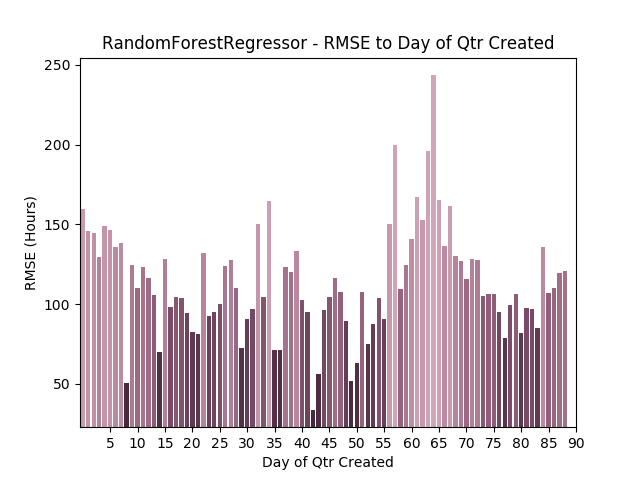 RandomForestRegressor - RMSE to Day of Qtr Created
250
200
150
100
50
RMSE (Hours)
5 10 15 20 25 30 35 40 45 50 55 60 65 70 75 80 85 90
Day of Qtr Created